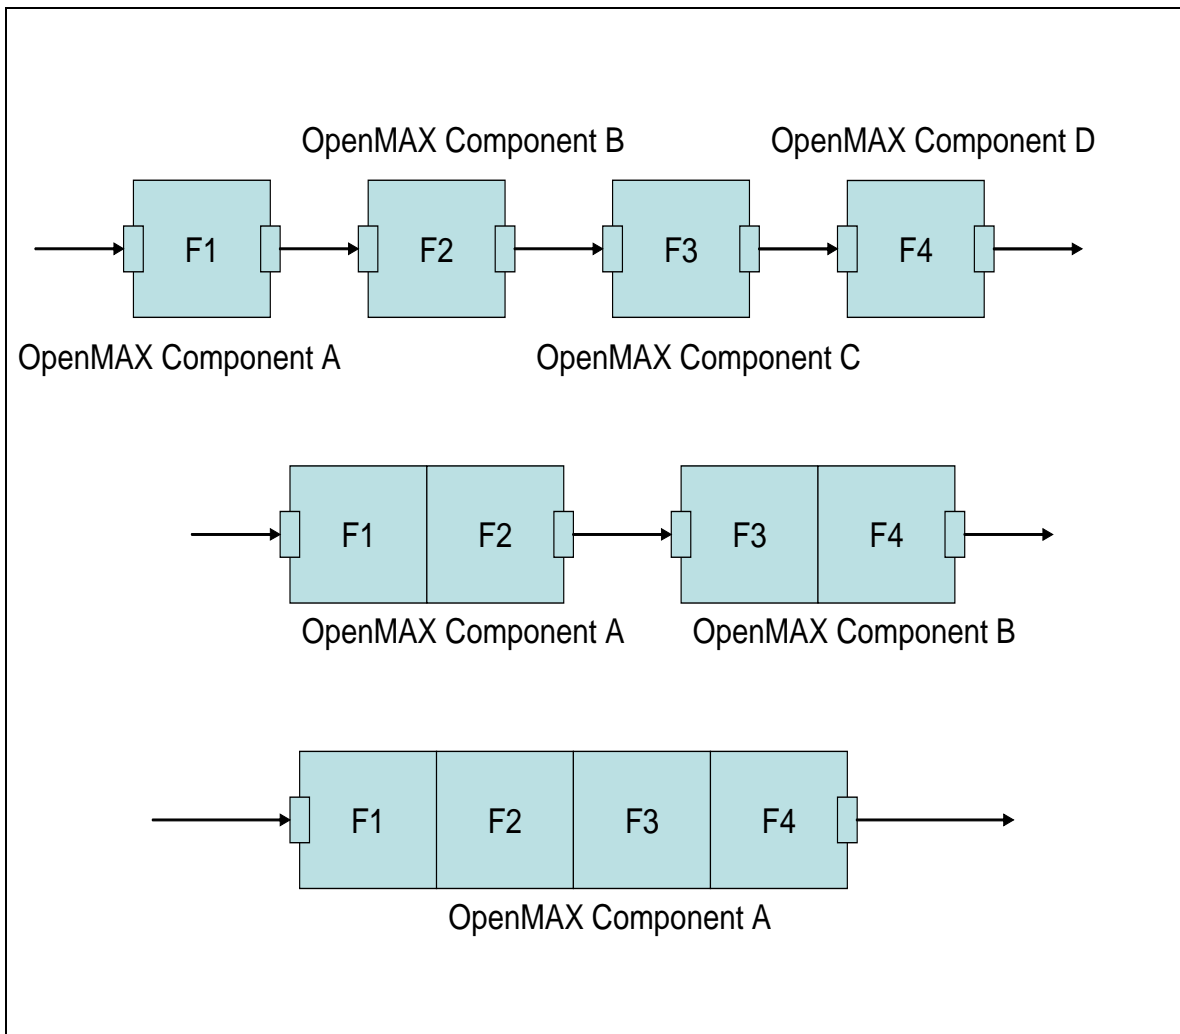 OpenMAX Component B
OpenMAX Component D
F1
F2
F3
F4
OpenMAX Component A
OpenMAX Component C
F1
F2
F3
F4
OpenMAX Component A
OpenMAX Component B
F1
F2
F3
F4
OpenMAX Component A